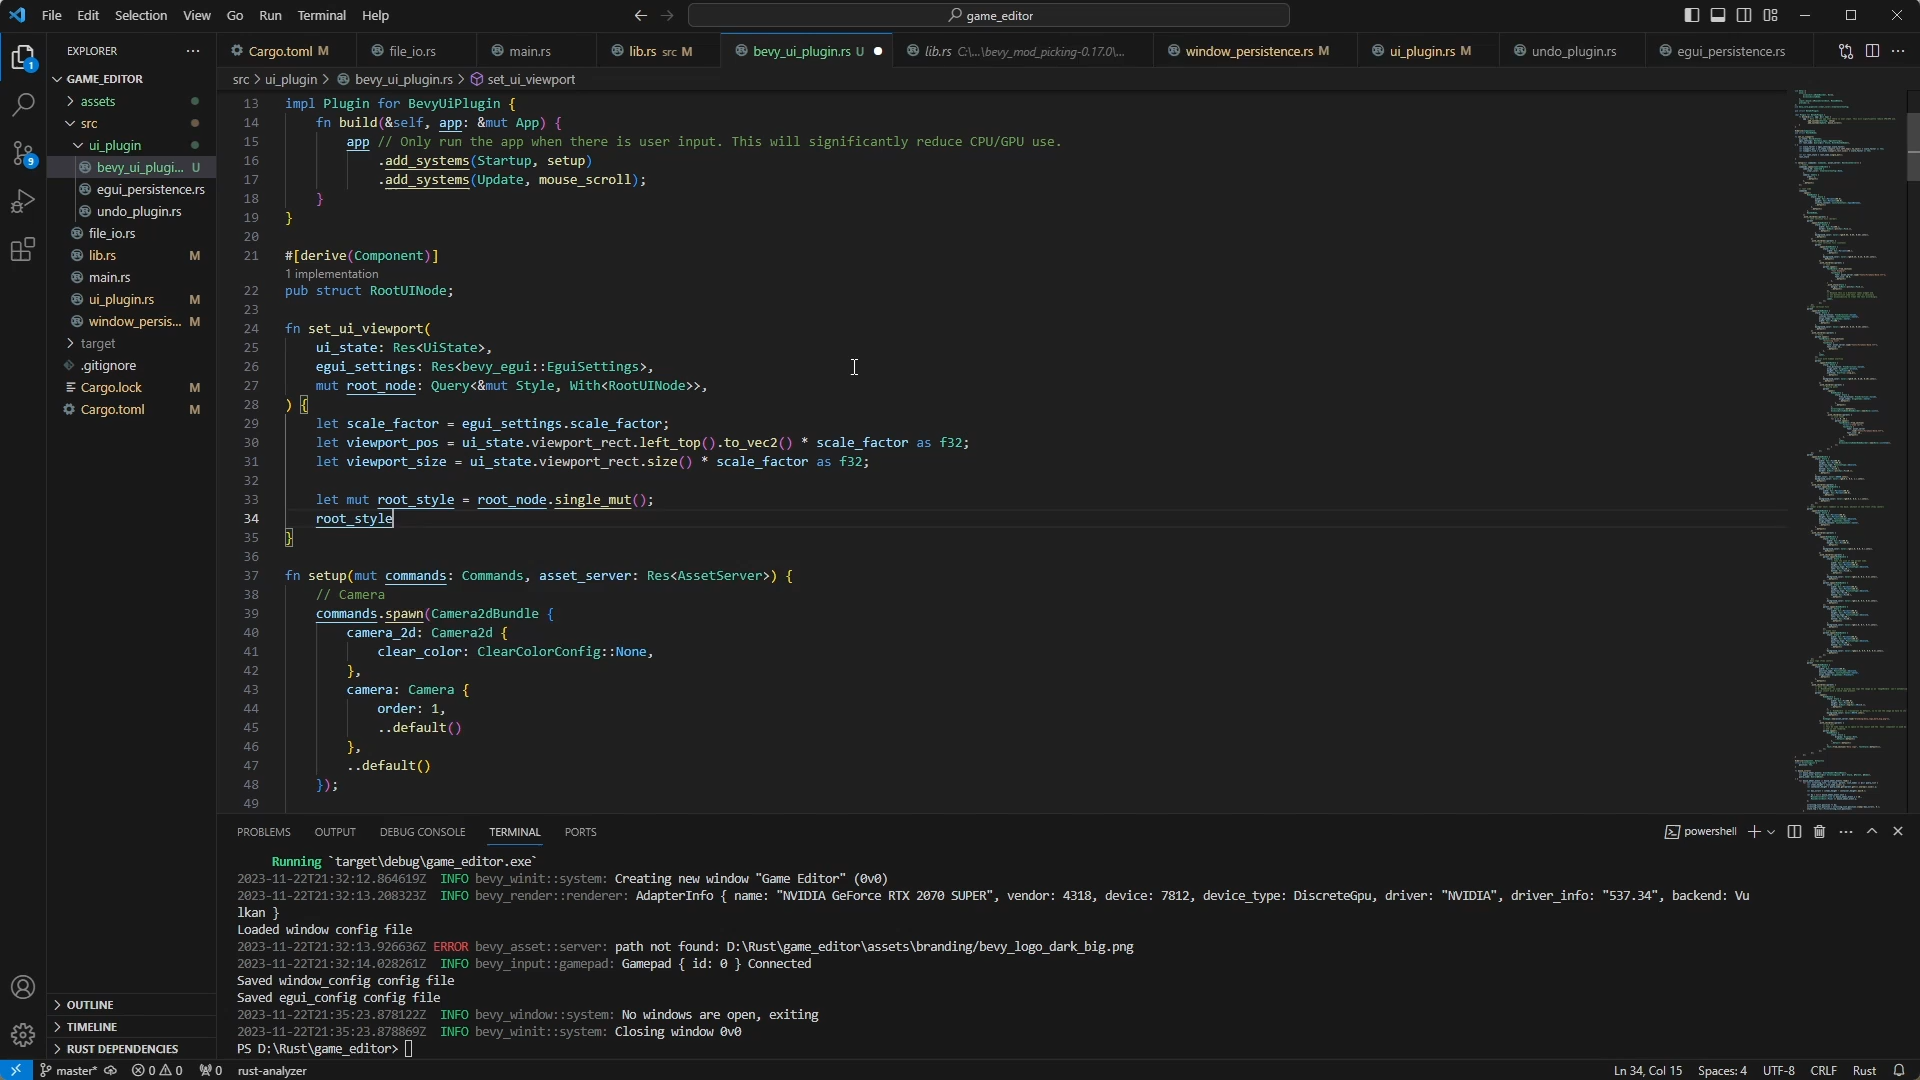 File Edit Selection View Go Run Terminal Help
game_editor
EXPLORER
Cargo.toml M
file_io.rs
main.rs
lib.rs src M
bevy_ui_plugin.rs U
lib.rs C:\...\bevy_mod_picking-0.17.0\...
window_persistence.rs M
ui_plugin.rs M
undo_plugin.rs
egui_persistence.rs
src > ui_plugin > bevy_ui_plugin.rs > set_ui_viewport
1
9
GAME_EDITOR
assets
src
ui_plugin
bevy_ui_plugi... U
egui_persistence.rs
undo_plugin.rs
file_io.rs
lib.rs M
main.rs
ui_plugin.rs M
window_persis... M
target
.gitignore
Cargo.lock M
Cargo.toml M
OUTLINE
TIMELINE
RUST DEPENDENCIES
13 impl Plugin for BevyUiPlugin {
14 fn build(&self, app: &mut App) {
15 app // Only run the app when there is user input. This will significantly reduce CPU/GPU use.
16 .add_systems(Startup, setup)
17 .add_systems(Update, mouse_scroll);
18 }
19 }
20
21 #[derive(Component)]
1 implementation
22 pub struct RootUINode;
23
24 fn set_ui_viewport(
25 ui_state: Res<UiState>,
26 egui_settings: Res<bevy_egui::EguiSettings>,
27 mut root_node: Query<&mut Style, With<RootUINode>>,
28 ) {
29 let scale_factor = egui_settings.scale_factor;
30 let viewport_pos = ui_state.viewport_rect.left_top().to_vec2() * scale_factor as f32;
31 let viewport_size = ui_state.viewport_rect.size() * scale_factor as f32;
32
33 let mut root_style = root_node.single_mut();
34 root_style
35 }
36
37 fn setup(mut commands: Commands, asset_server: Res<AssetServer>) {
38 // Camera
39 commands.spawn(Camera2dBundle {
40 camera_2d: Camera2d {
41 clear_color: ClearColorConfig::None,
42 },
43 camera: Camera {
44 order: 1,
45 ..default()
46 },
47 ..default()
48 });
49
PROBLEMS OUTPUT DEBUG CONSOLE TERMINAL PORTS
powershell
Running `target\debug\game_editor.exe`
2023-11-22T21:32:12.864619Z INFO bevy_winit::system: Creating new window "Game Editor" (0v0)
2023-11-22T21:32:13.208323Z INFO bevy_render::renderer: AdapterInfo { name: "NVIDIA GeForce RTX 2070 SUPER", vendor: 4318, device: 7812, device_type: DiscreteGpu, driver: "NVIDIA", driver_info: "537.34", backend: Vu
lkan }
Loaded window config file
2023-11-22T21:32:13.926636Z ERROR bevy_asset::server: path not found: D:\Rust\game_editor\assets\branding/bevy_logo_dark_big.png
2023-11-22T21:32:14.028261Z INFO bevy_input::gamepad: Gamepad { id: 0 } Connected
Saved window_config config file
Saved egui_config config file
2023-11-22T21:35:23.878122Z INFO bevy_window::system: No windows are open, exiting
2023-11-22T21:35:23.878869Z INFO bevy_winit::system: Closing window 0v0
PS D:\Rust\game_editor>
master* 0 0 0 rust-analyzer
Ln 34, Col 15 Spaces: 4 UTF-8 CRLF Rust